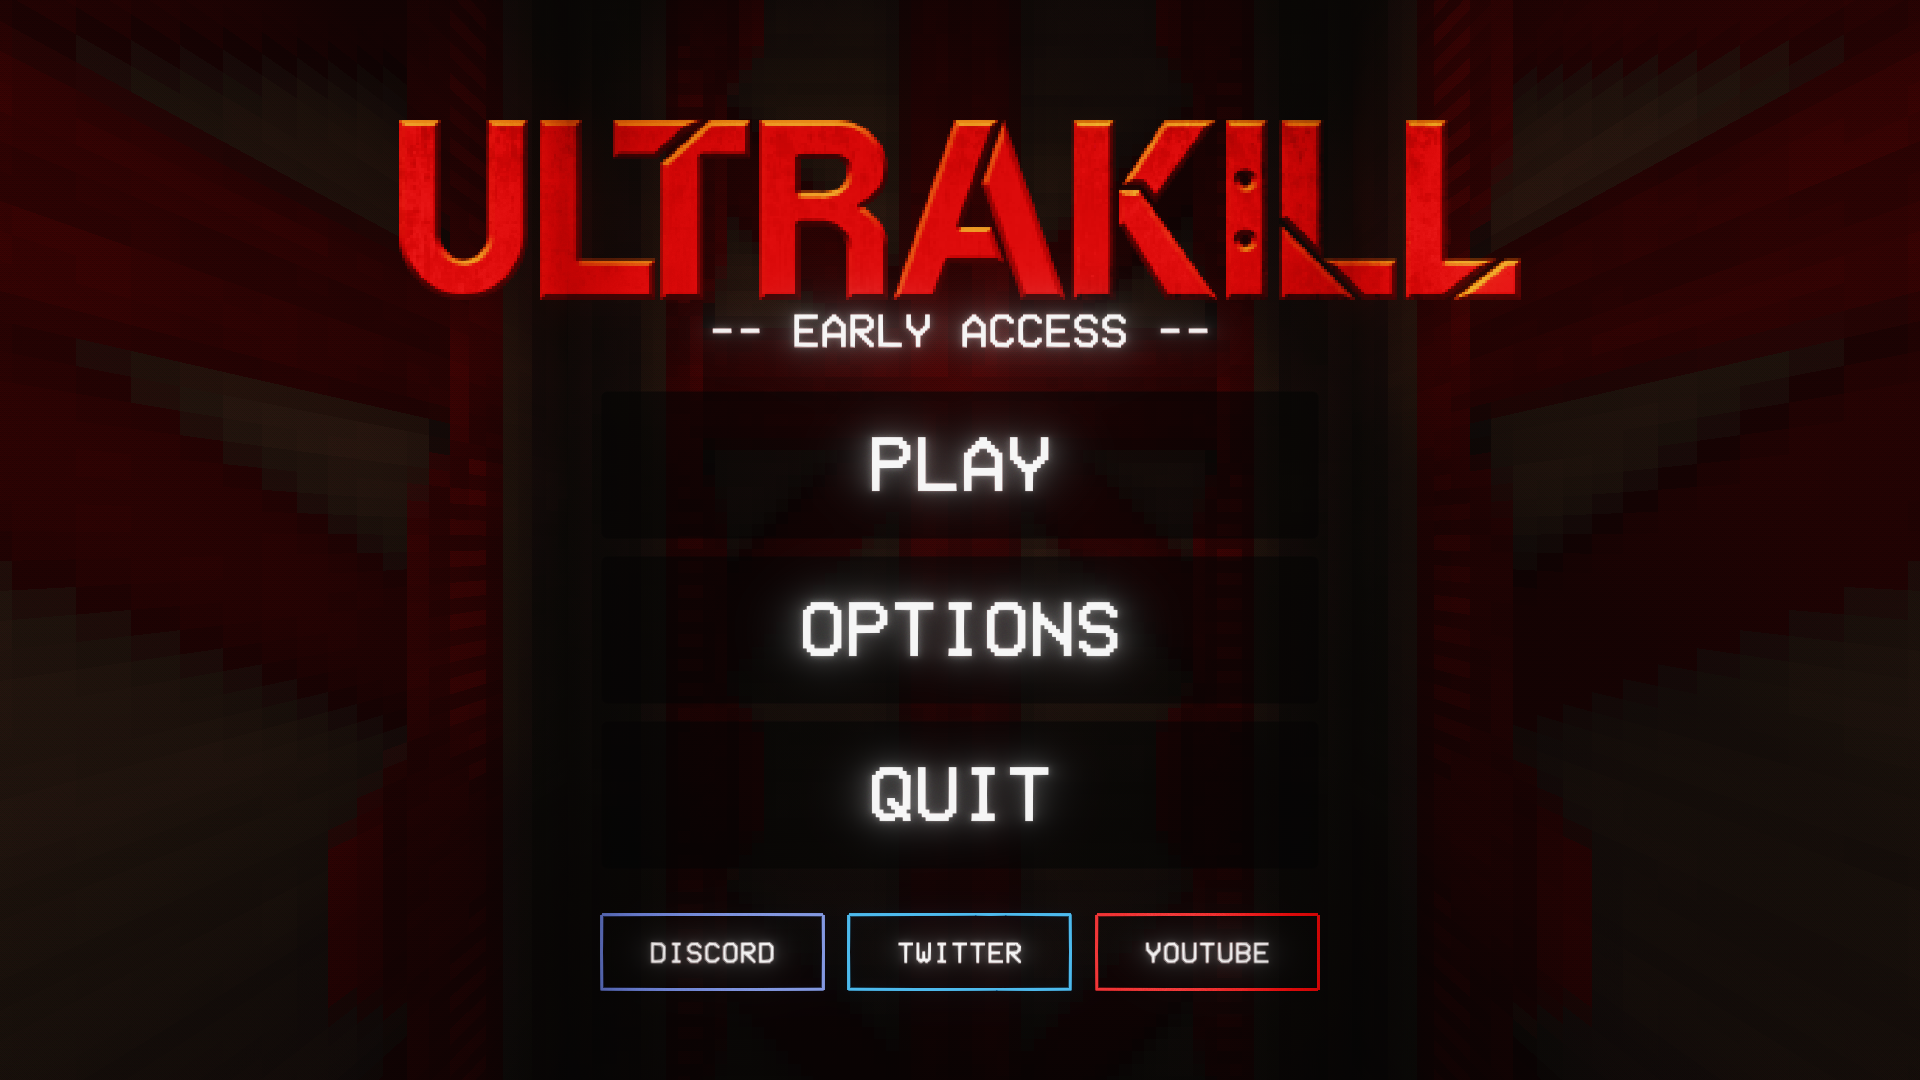 ULTRAKILL
-- EARLY ACCESS --
PLAY
OPTIONS
QUIT
DISCORD
TWITTER
YOUTUBE